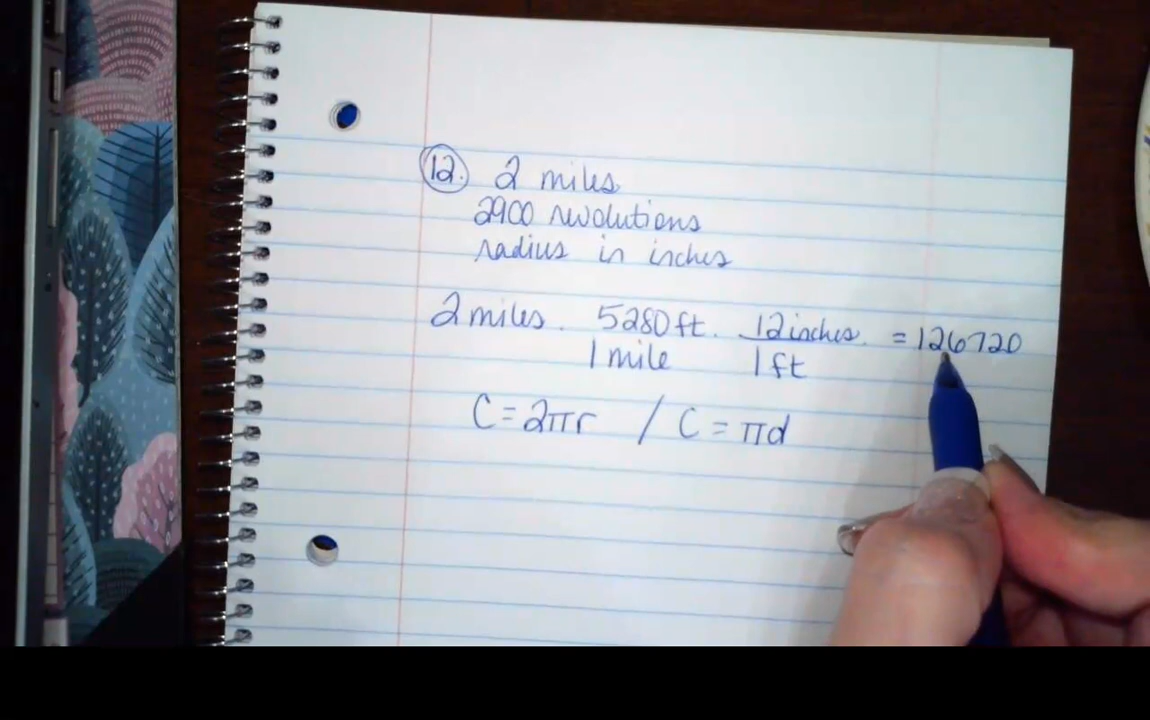 12. 2 miles
2900 revolutions
radius in inches
2 miles . 5280 ft. 12 inches. = 126720
1 mile 1 ft
C = 2πr / C = πd